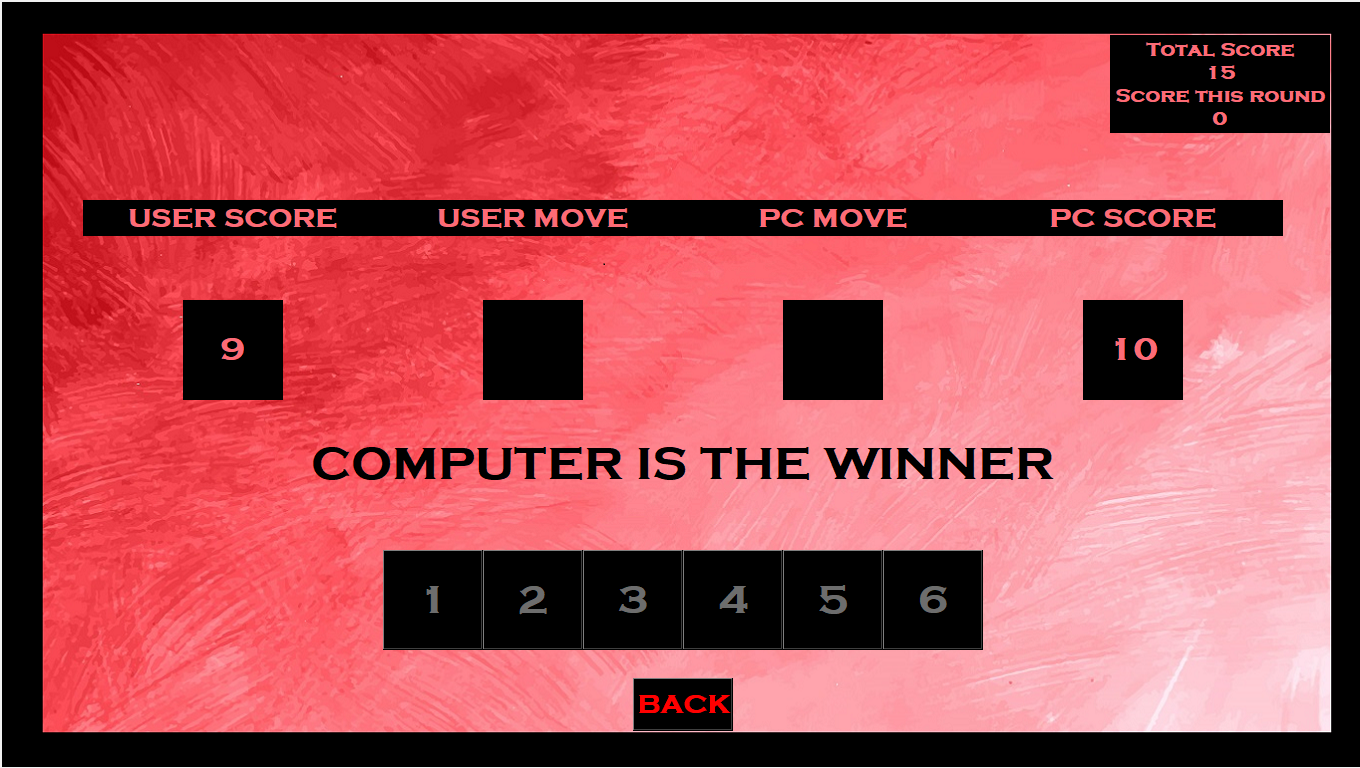 Total Score
15
Score this round
0
USER SCORE USER MOVE PC MOVE PC SCORE
9 10
COMPUTER IS THE WINNER
1 2 3 4 5 6
BACK